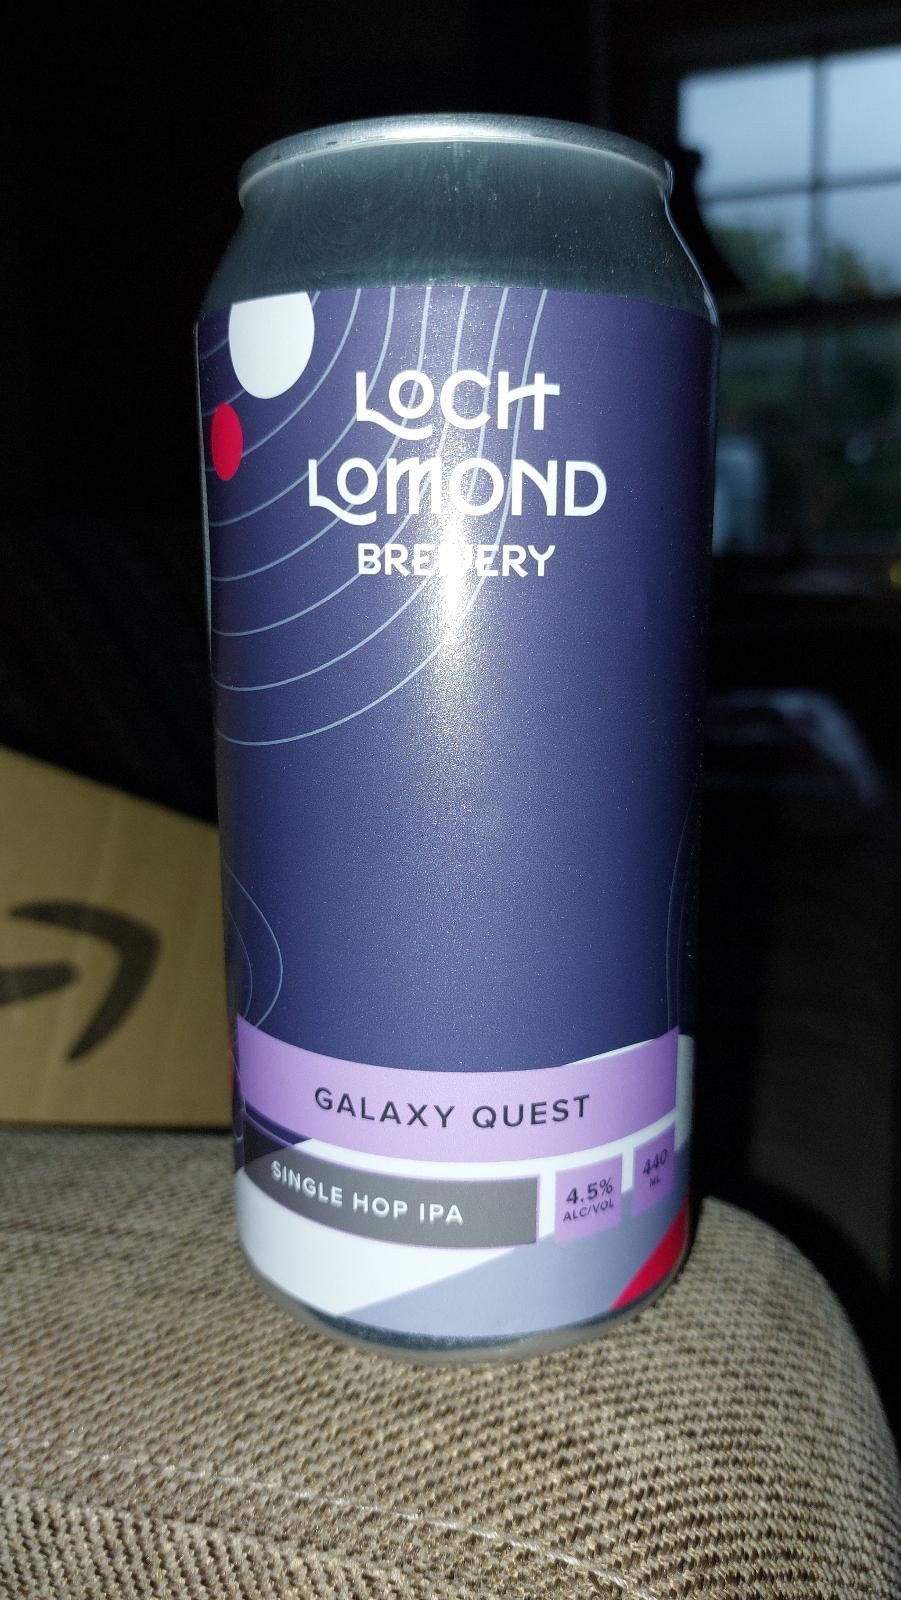 LOCH
LOMOND
BREWERY
GALAXY QUEST
SINGLE HOP IPA
4.5%
ALC/VOL
440
ML